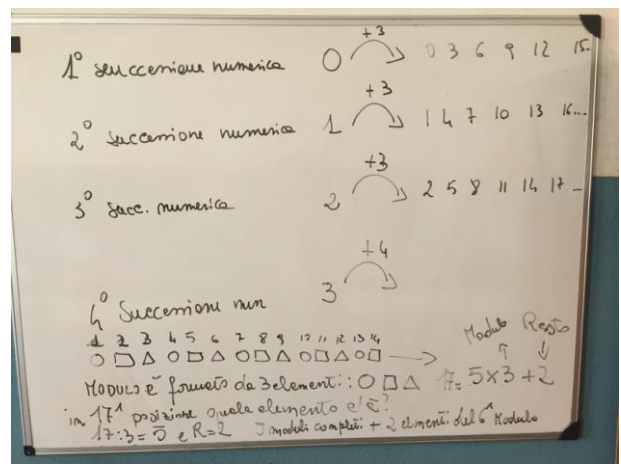 1° seuccessione numerica 0 +3 0 3 6 9 12 15..
2° successione numerica 1 +3 1 4 7 10 13 16....
3° succ. numerica 2 +3 2 5 8 11 14 17...
4° Successione num 3 +4
1 2 3 4 5 6 7 8 9 10 11 12 13 14
Modulo Resto
MODULO È formato da 3 elementi: ○ □ △ 17= 5×3+2
in 17^a posizione quale elemento c'è?
17:3= 5 e R=2 5 moduli completi + 2 elementi del 6° Modulo